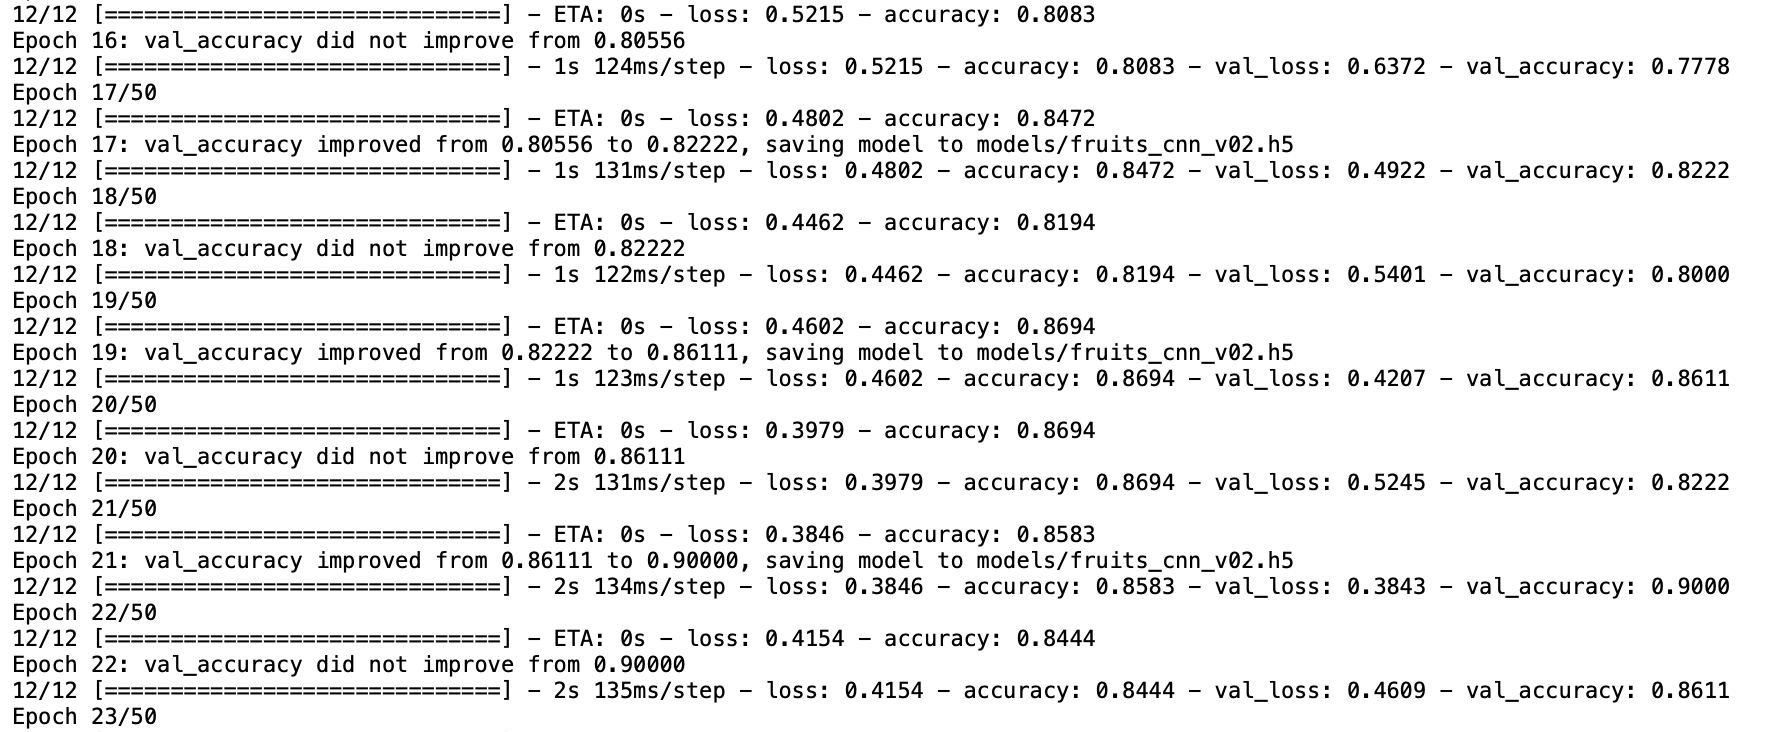 12/12 [==============================] - ETA: 0s - loss: 0.5215 - accuracy: 0.8083
Epoch 16: val_accuracy did not improve from 0.80556
12/12 [==============================] - 1s 124ms/step - loss: 0.5215 - accuracy: 0.8083 - val_loss: 0.6372 - val_accuracy: 0.7778
Epoch 17/50
12/12 [==============================] - ETA: 0s - loss: 0.4802 - accuracy: 0.8472
Epoch 17: val_accuracy improved from 0.80556 to 0.82222, saving model to models/fruits_cnn_v02.h5
12/12 [==============================] - 1s 131ms/step - loss: 0.4802 - accuracy: 0.8472 - val_loss: 0.4922 - val_accuracy: 0.8222
Epoch 18/50
12/12 [==============================] - ETA: 0s - loss: 0.4462 - accuracy: 0.8194
Epoch 18: val_accuracy did not improve from 0.82222
12/12 [==============================] - 1s 122ms/step - loss: 0.4462 - accuracy: 0.8194 - val_loss: 0.5401 - val_accuracy: 0.8000
Epoch 19/50
12/12 [==============================] - ETA: 0s - loss: 0.4602 - accuracy: 0.8694
Epoch 19: val_accuracy improved from 0.82222 to 0.86111, saving model to models/fruits_cnn_v02.h5
12/12 [==============================] - 1s 123ms/step - loss: 0.4602 - accuracy: 0.8694 - val_loss: 0.4207 - val_accuracy: 0.8611
Epoch 20/50
12/12 [==============================] - ETA: 0s - loss: 0.3979 - accuracy: 0.8694
Epoch 20: val_accuracy did not improve from 0.86111
12/12 [==============================] - 2s 131ms/step - loss: 0.3979 - accuracy: 0.8694 - val_loss: 0.5245 - val_accuracy: 0.8222
Epoch 21/50
12/12 [==============================] - ETA: 0s - loss: 0.3846 - accuracy: 0.8583
Epoch 21: val_accuracy improved from 0.86111 to 0.90000, saving model to models/fruits_cnn_v02.h5
12/12 [==============================] - 2s 134ms/step - loss: 0.3846 - accuracy: 0.8583 - val_loss: 0.3843 - val_accuracy: 0.9000
Epoch 22/50
12/12 [==============================] - ETA: 0s - loss: 0.4154 - accuracy: 0.8444
Epoch 22: val_accuracy did not improve from 0.90000
12/12 [==============================] - 2s 135ms/step - loss: 0.4154 - accuracy: 0.8444 - val_loss: 0.4609 - val_accuracy: 0.8611
Epoch 23/50